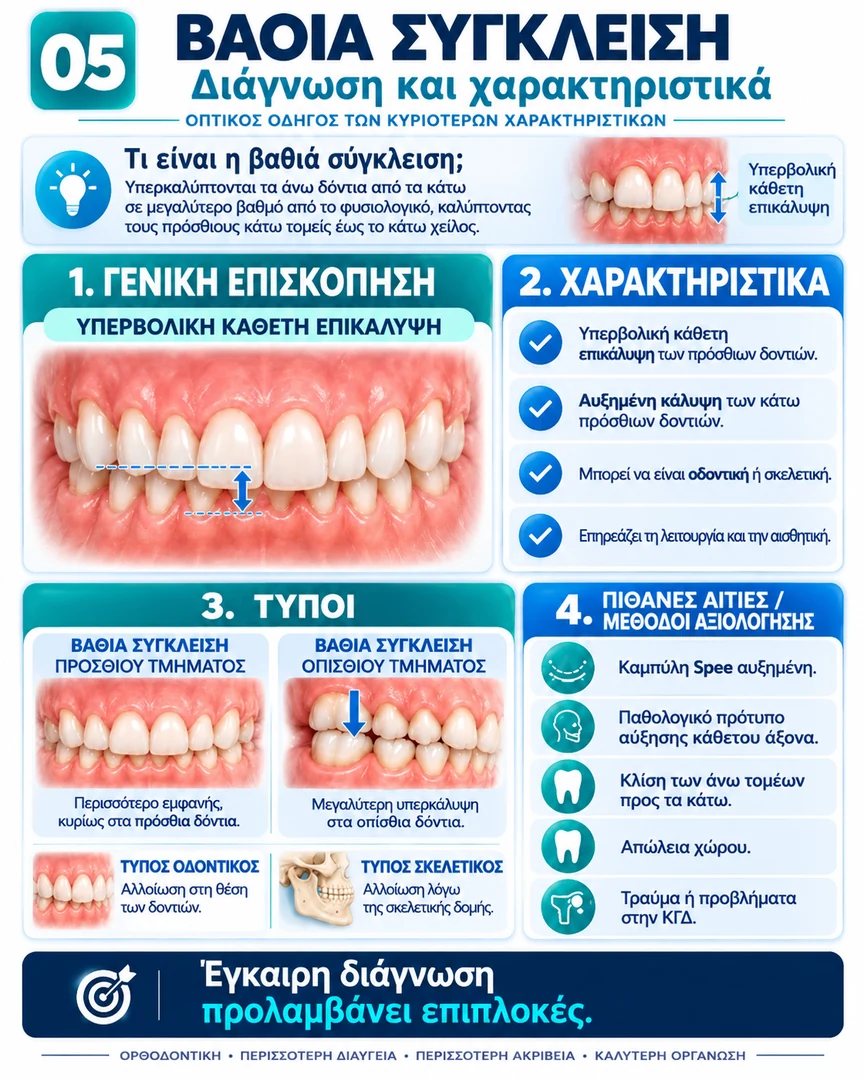 05
ΒΑΟΙΑ ΣΥΓΚΛΕΙΣΗ
Διάγνωση και χαρακτηριστικά
ΟΠΤΙΚΟΣ ΟΔΗΓΟΣ ΤΩΝ ΚΥΡΙΟΤΕΡΩΝ ΧΑΡΑΚΤΗΡΙΣΤΙΚΩΝ
Τι είναι η βαθιά σύγκλειση;
Υπερκαλύπτονται τα άνω δόντια από τα κάτω
σε μεγαλύτερο βαθμό από το φυσιολογικό, καλύπτοντας
τους πρόσθιους κάτω τομείς έως το κάτω χείλος.
Υπερβολική
κάθετη
επικάλυψη
1. ΓΕΝΙΚΗ ΕΠΙΣΚΟΠΗΣΗ
ΥΠΕΡΒΟΛΙΚΗ ΚΑΘΕΤΗ ΕΠΙΚΑΛΥΨΗ
2. ΧΑΡΑΚΤΗΡΙΣΤΙΚΑ
Υπερβολική κάθετη
επικάλυψη των πρόσθιων δοντιών.
Αυξημένη κάλυψη των κάτω
πρόσθιων δοντιών.
Μπορεί να είναι οδοντική ή σκελετική.
Επηρεάζει τη λειτουργία και την αισθητική.
3. ΤΥΠΟΙ
ΒΑΘΙΑ ΣΥΓΚΛΕΙΣΗ
ΠΡΟΣΘΙΟΥ ΤΜΗΜΑΤΟΣ
Περισσότερο εμφανής,
κυρίως στα πρόσθια δόντια.
ΒΑΘΙΑ ΣΥΓΚΛΕΙΣΗ
ΟΠΙΣΘΙΟΥ ΤΜΗΜΑΤΟΣ
Μεγαλύτερη υπερκάλυψη
στα οπίσθια δόντια.
ΤΥΠΟΣ ΟΔΟΝΤΙΚΟΣ
Αλλοίωση στη θέση
των δοντιών.
ΤΥΠΟΣ ΣΚΕΛΕΤΙΚΟΣ
Αλλοίωση λόγω
της σκελετικής δομής.
4. ΠΙΘΑΝΕΣ ΑΙΤΙΕΣ /
ΜΕΘΟΔΟΙ ΑΞΙΟΛΟΓΗΣΗΣ
Καμπύλη Spee αυξημένη.
Παθολογικό πρότυπο
αύξησης κάθετου άξονα.
Κλίση των άνω τομέων
προς τα κάτω.
Απώλεια χώρου.
Τραύμα ή προβλήματα
στην ΚΓΔ.
Έγκαιρη διάγνωση
προλαμβάνει επιπλοκές.
ΟΡΘΟΔΟΝΤΙΚΗ • ΠΕΡΙΣΣΟΤΕΡΗ ΔΙΑΥΓΕΙΑ • ΠΕΡΙΣΣΟΤΕΡΗ ΑΚΡΙΒΕΙΑ • ΚΑΛΥΤΕΡΗ ΟΡΓΑΝΩΣΗ